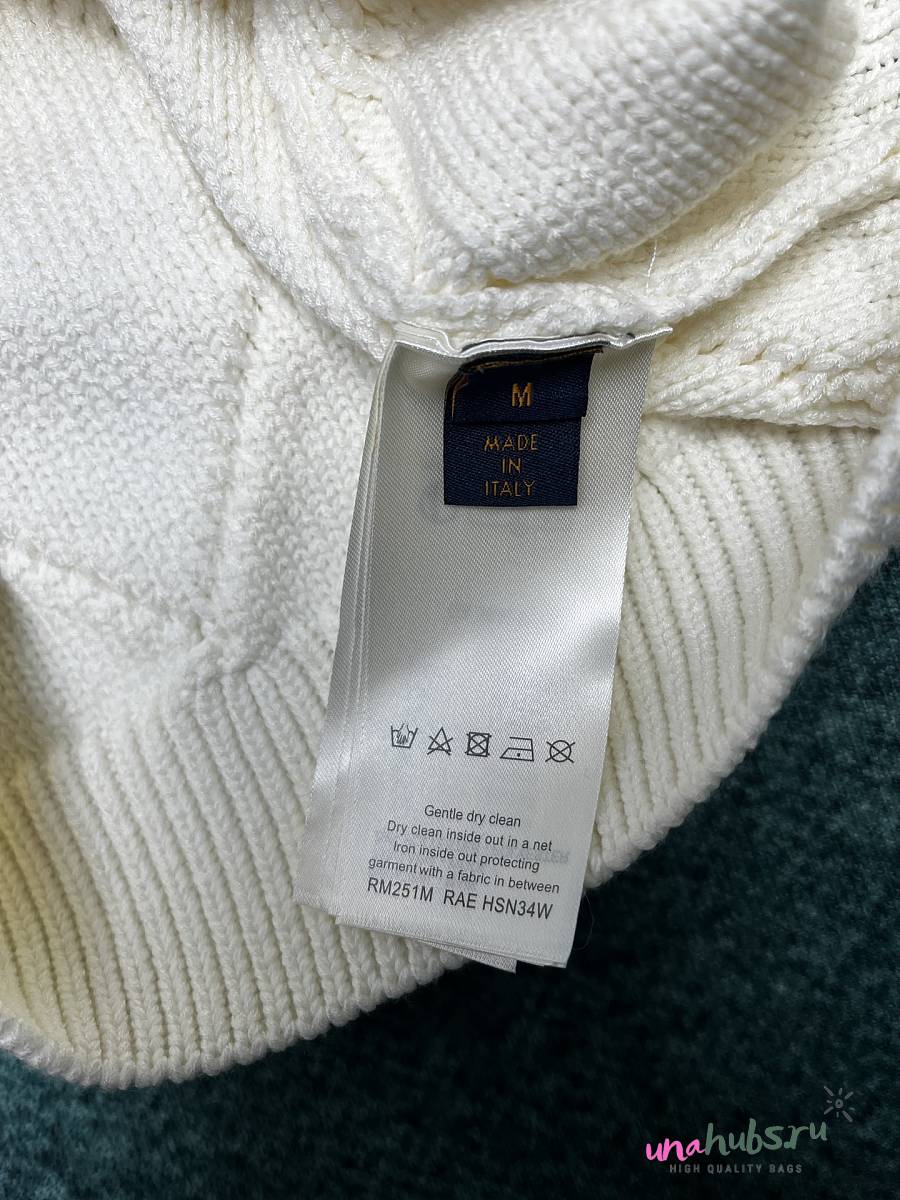 M
MADE
IN
ITALY
Gentle dry clean
Dry clean inside out in a net
Iron inside out protecting
garment with a fabric in between
RM251M RAE HSN34W
unahubs.ru
HIGH QUALITY BAGS